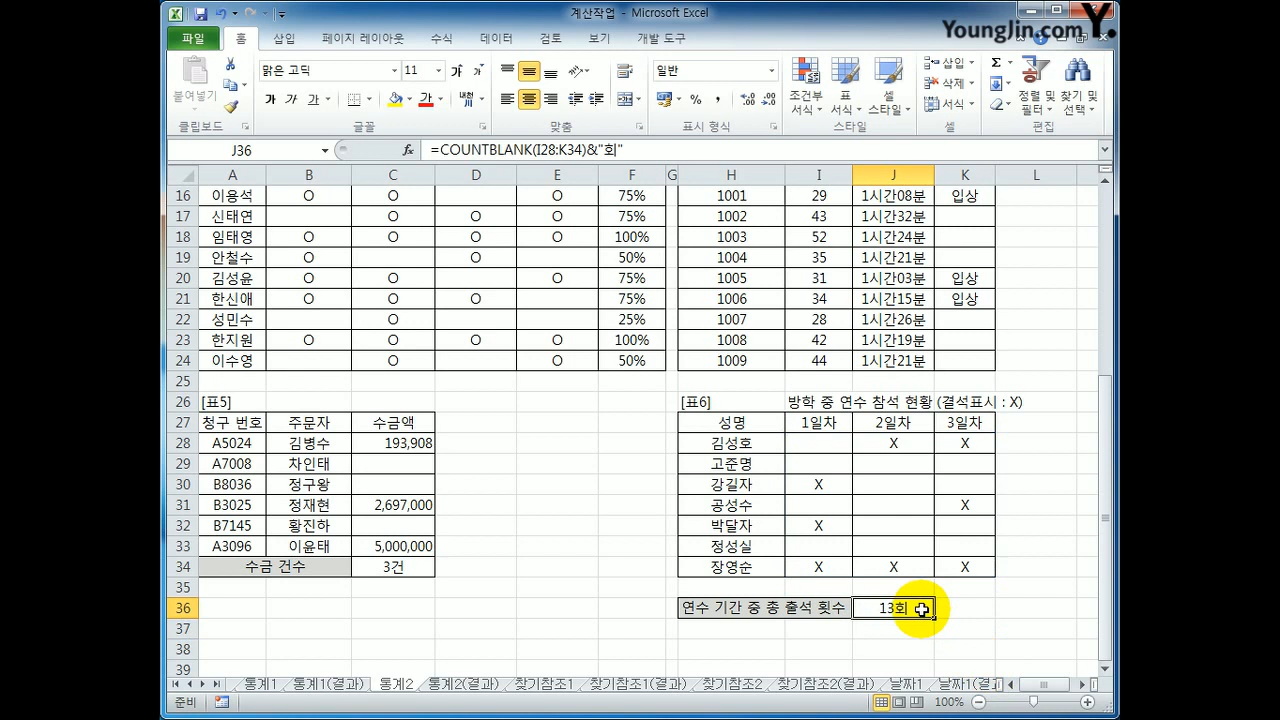 계산작업 - Microsoft Excel
YoungJin.com Y.
파일 홈 삽입 페이지 레이아웃 수식 데이터 검토 보기 개발 도구
붙여넣기 맑은 고딕 11 가 가 가 가 가 가 내천 일반 % , 조건부 서식 표 서식 셀 스타일 삽입 삭제 서식 Σ 정렬 및 필터 찾기 및 선택
클립보드 글꼴 맞춤 표시 형식 스타일 셀 편집
J36 fx =COUNTBLANK(I28:K34)&"회"
A B C D E F G H I J K L
16 이용석 O O O 75% 1001 29 1시간08분 입상
17 신태연 O O O 75% 1002 43 1시간32분
18 임태영 O O O O 100% 1003 52 1시간24분
19 안철수 O O 50% 1004 35 1시간21분
20 김성윤 O O O 75% 1005 31 1시간03분 입상
21 한신애 O O O 75% 1006 34 1시간15분 입상
22 성민수 O 25% 1007 28 1시간26분
23 한지원 O O O O 100% 1008 42 1시간19분
24 이수영 O O 50% 1009 44 1시간21분
25
26 [표5] [표6] 방학 중 연수 참석 현황 (결석표시 : X)
27 청구 번호 주문자 수금액 성명 1일차 2일차 3일차
28 A5024 김병수 193,908 김성호 X X
29 A7008 차인태 고준명
30 B8036 정구왕 강길자 X
31 B3025 정재현 2,697,000 공성수 X
32 B7145 황진하 박달자 X
33 A3096 이윤태 5,000,000 정성실
34 수금 건수 3건 장영순 X X X
35
36 연수 기간 중 총 출석 횟수 13회
37
38
39
통계1 통계1(결과) 통계2 통계2(결과) 찾기참조1 찾기참조1(결과) 찾기참조2 찾기참조2(결과) 날짜1 날짜1(결
준비 100%